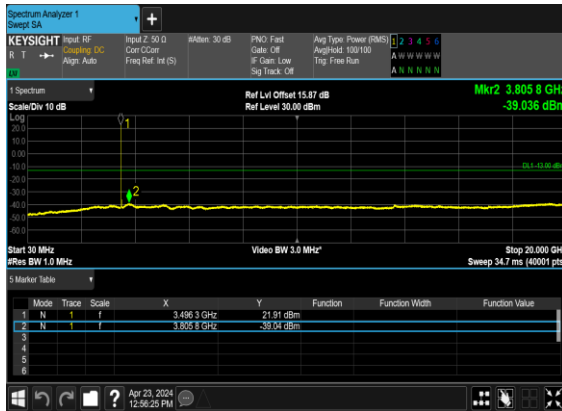 Spectrum Analyzer 1
Swept SA
+
KEYSIGHT Input: RF Input Z: 50 Ω #Atten: 30 dB PNO: Fast Avg Type: Power (RMS) 1 2 3 4 5 6
R T Coupling: DC Corr CCorr Gate: Off Avg|Hold: 100/100 A W W W W W
Align: Auto Freq Ref: Int (S) IF Gain: Low Trig: Free Run
Sig Track: Off A N N N N N
1 Spectrum
Ref Lvl Offset 15.87 dB Mkr2 3.805 8 GHz
Scale/Div 10 dB Ref Level 30.00 dBm -39.036 dBm
Log
1
20.0
10.0
0.00
-10.0
DL1 -13.00 dBm
-20.0
-30.0
2
-40.0
-50.0
-60.0
Start 30 MHz Video BW 3.0 MHz* Stop 20.000 GHz
#Res BW 1.0 MHz Sweep 34.7 ms (40001 pts)
5 Marker Table
Mode Trace Scale X Y Function Function Width Function Value
1 N 1 f 3.496 3 GHz 21.91 dBm
2 N 1 f 3.805 8 GHz -39.04 dBm
3
4
5
6
?
Apr 23, 2024
12:56:25 PM